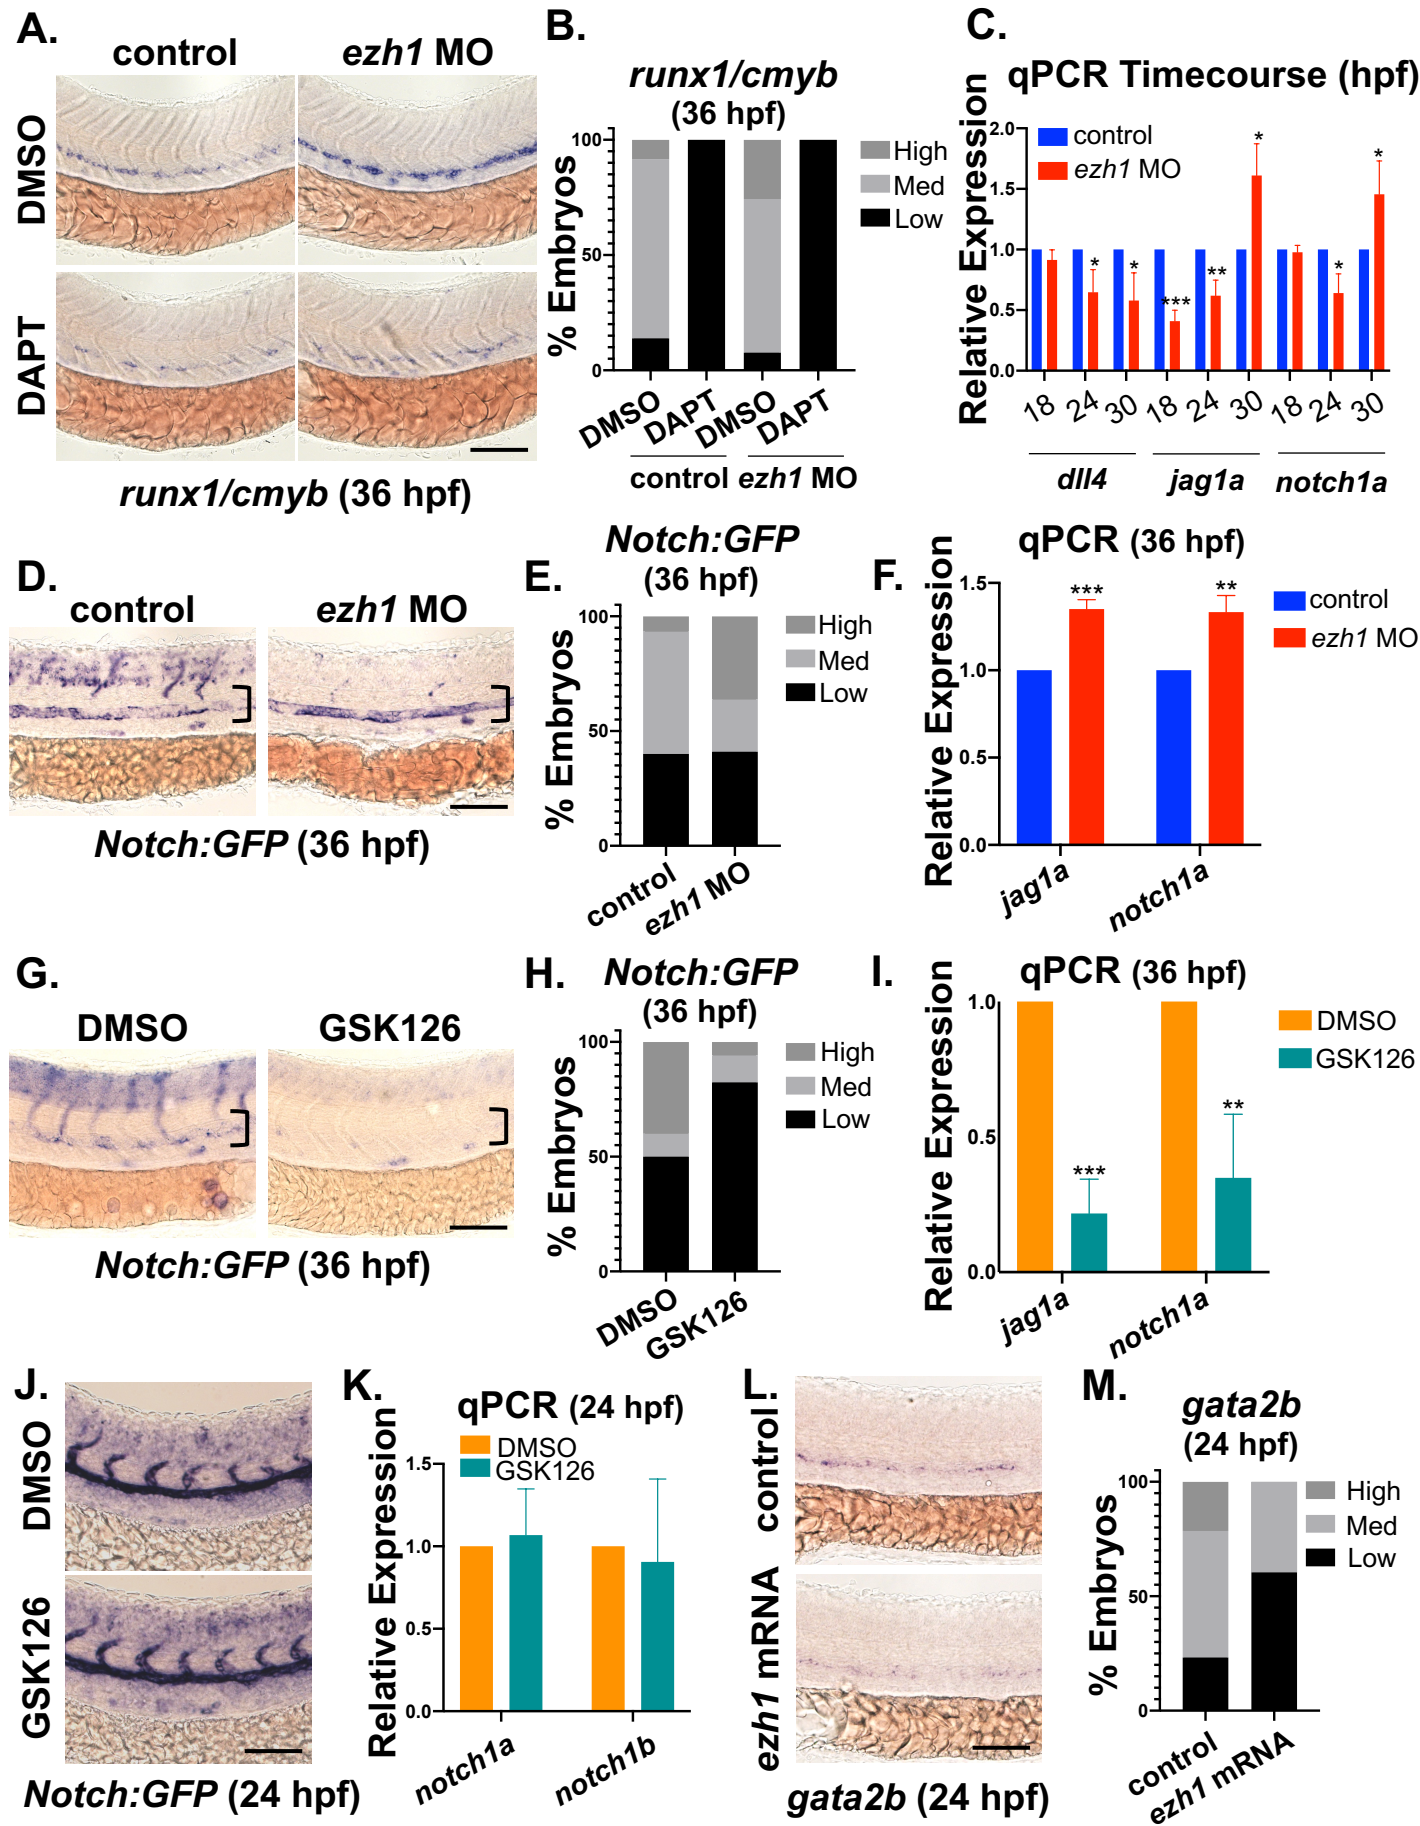 A.
control
ezh1 MO
DMSO
DAPT
runx1/cmyb (36 hpf)
B.
runx1/cmyb
(36 hpf)
% Embryos
100
50
0
High
Med
Low
DMSO
DAPT
DMSO
DAPT
control
ezh1 MO
C.
qPCR Timecourse (hpf)
Relative Expression
2.0
1.5
1.0
0.5
0.0
control
ezh1 MO
*
*
***
**
*
*
*
18
24
30
18
24
30
18
24
30
dll4
jag1a
notch1a
D.
control
ezh1 MO
Notch:GFP (36 hpf)
E.
Notch:GFP
(36 hpf)
% Embryos
100
50
0
High
Med
Low
control
ezh1 MO
F.
qPCR (36 hpf)
Relative Expression
1.5
1.0
0.5
0.0
***
**
control
ezh1 MO
jag1a
notch1a
G.
DMSO
GSK126
Notch:GFP (36 hpf)
H.
Notch:GFP
(36 hpf)
% Embryos
100
50
0
High
Med
Low
DMSO
GSK126
I.
qPCR (36 hpf)
Relative Expression
1.0
0.5
0.0
***
**
DMSO
GSK126
jag1a
notch1a
J.
DMSO
GSK126
Notch:GFP (24 hpf)
K.
qPCR (24 hpf)
Relative Expression
DMSO
GSK126
1.5
1.0
0.5
0.0
notch1a
notch1b
L.
control
ezh1 mRNA
gata2b (24 hpf)
M.
gata2b
(24 hpf)
% Embryos
100
50
0
High
Med
Low
control
ezh1 mRNA